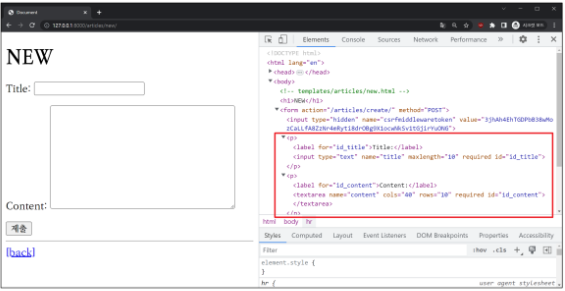 Document
127.0.0.1:8000/articles/new/
NEW
Title:
Content:
제출
[back]
Elements Console Sources Network Performance
<!DOCTYPE html>
<html lang="en">
<head> </head>
<body>
<!-- templates/articles/new.html -->
<h1>NEW</h1>
<form action="/articles/create/" method="POST">
<input type="hidden" name="csrfmiddlewaretoken" value=
<p>
<label for="id_title">Title:</label>
<input type="text" name="title" maxlength="10" required id="id_title">
</p>
<p>
<label for="id_content">Content:</label>
<textarea name="content" cols="40" rows="10" required id="id_content">
</textarea>
</p>
html body hr
Styles Computed Layout Event Listeners DOM Breakpoints Properties Accessibility
Filter :hov .cls
element.style {
}
hr { user agent stylesheet